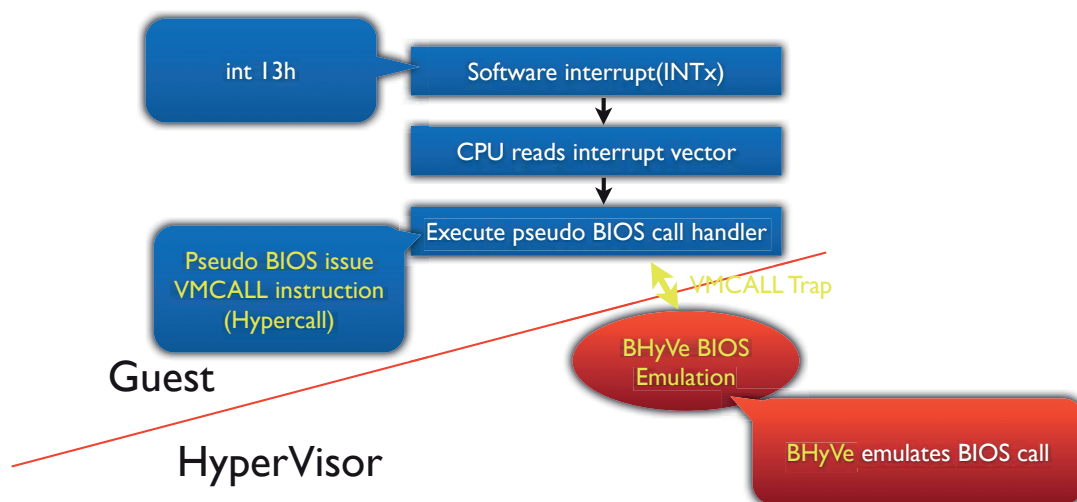 int 13h
Software interrupt(INTx)
CPU reads interrupt vector
Execute pseudo BIOS call handler
Pseudo BIOS issue
VMCALL instruction
(Hypercall)
VMCALL Trap
BHyVe BIOS
Emulation
Guest
BHyVe emulates BIOS call
HyperVisor